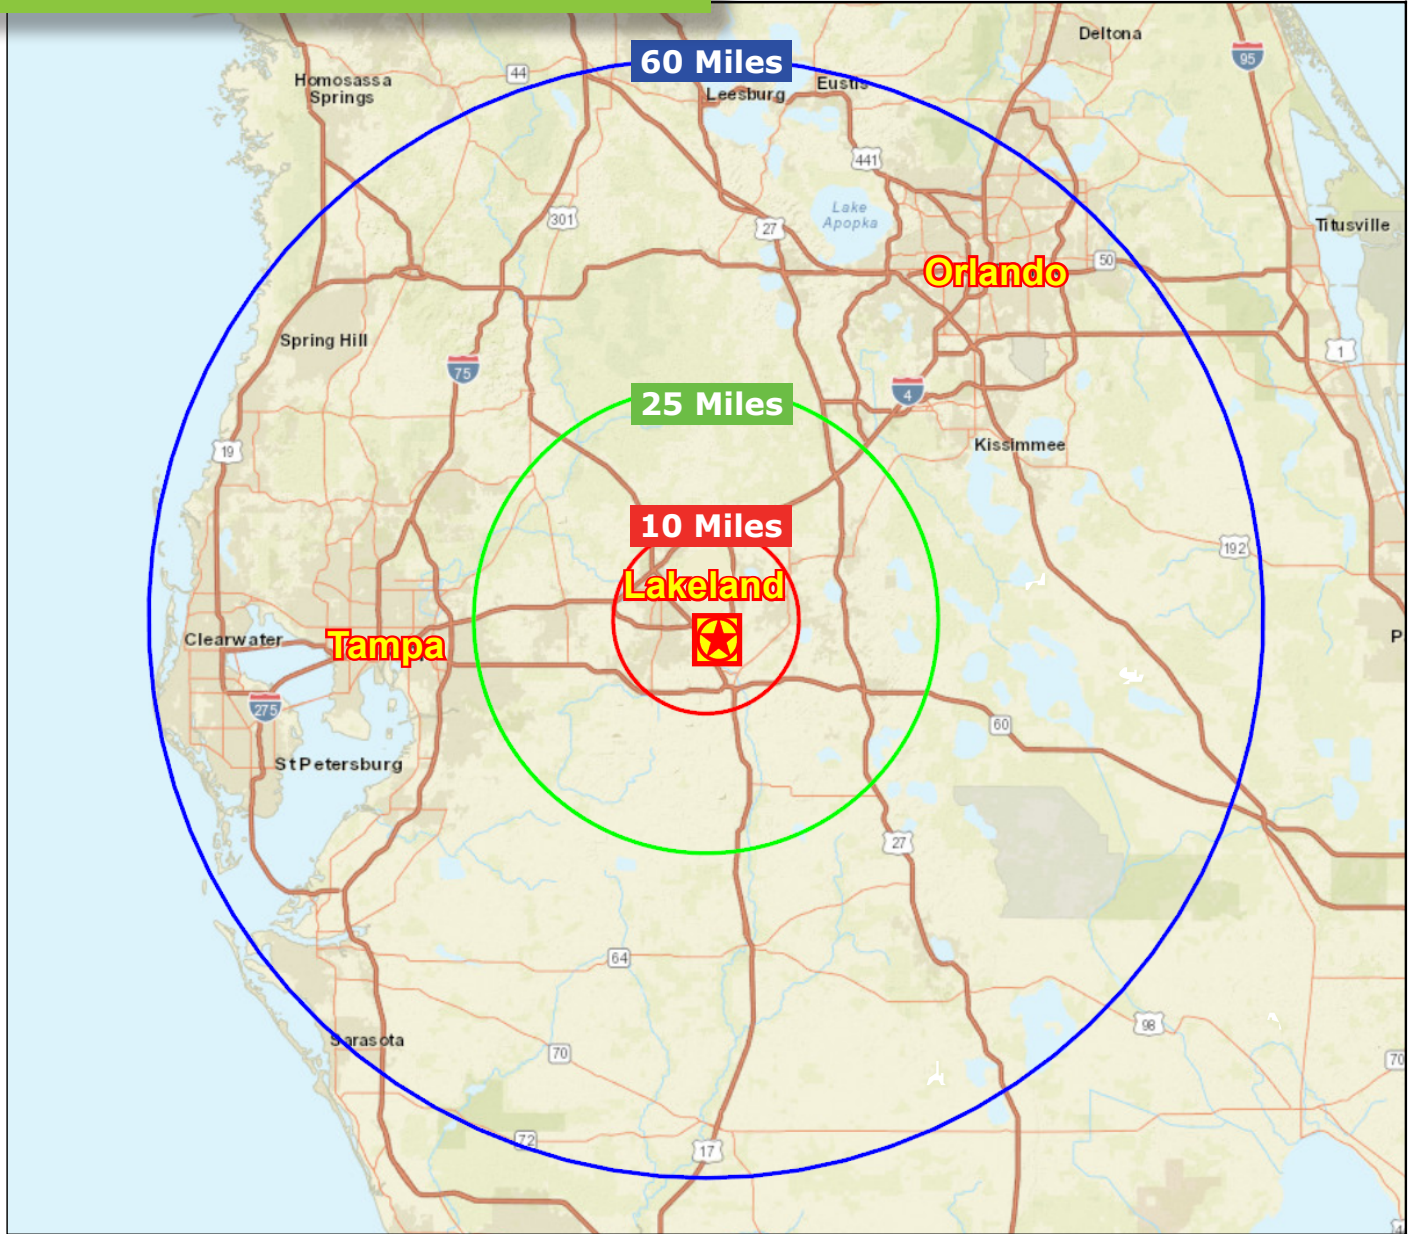 Deltona
60 Miles
95
44
Homosassa
Springs
Leesburg
Eustis
441
Lake
Apopka
301
27
Titusville
50
Orlando
Spring Hill
1
75
4
25 Miles
Kissimmee
19
10 Miles
192
Lakeland
Clearwater
Tampa
P
275
60
St Petersburg
27
64
98
Sarasota
70
70
72
17
4